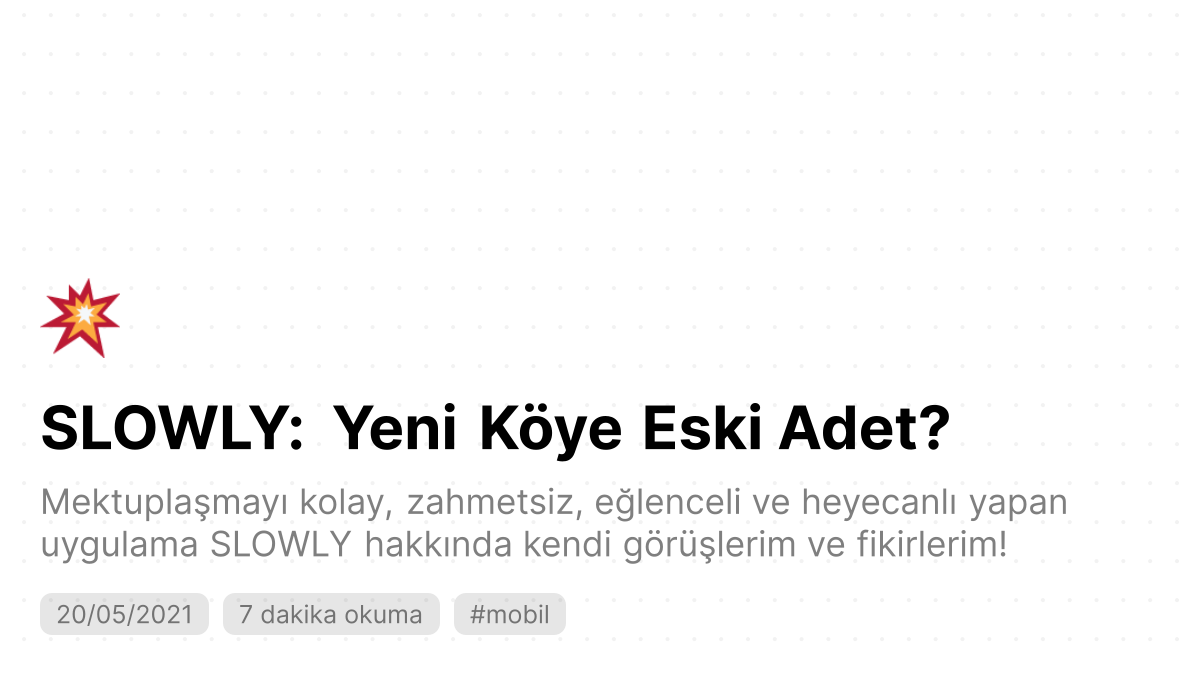 SLOWLY: Yeni Köye Eski Adet?
Mektuplaşmayı kolay, zahmetsiz, eğlenceli ve heyecanlı yapan
uygulama SLOWLY hakkında kendi görüşlerim ve fikirlerim!
20/05/2021 7 dakika okuma #mobil